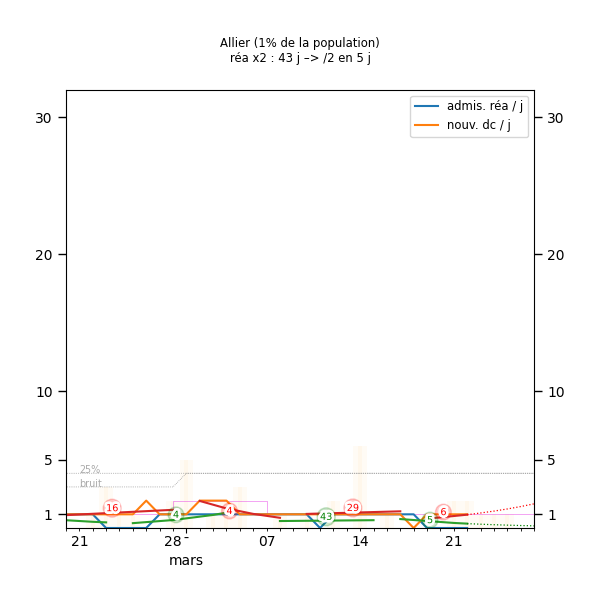 Allier (1% de la population)
réa x2 : 43 j –> /2 en 5 j
admis. réa / j
nouv. dc / j
30 30
20 20
10 10
5 5
25%
bruit
16 4 4 43 29 5 6
1 1
21 28 - 07 14 21
mars